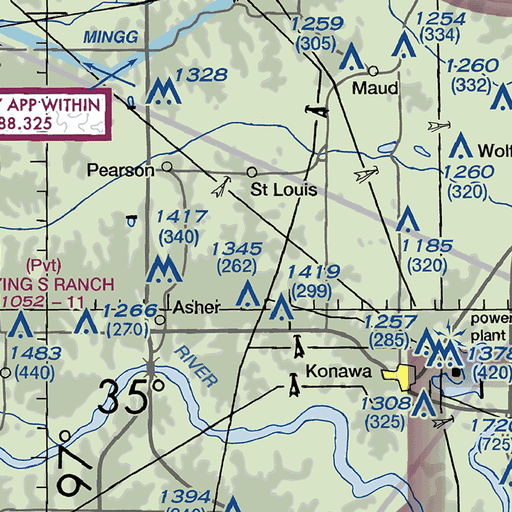 MINGG
1259
(305)
1254
(334)
1260
(332)
Maud
1328
APP WITHIN
88.325
Pearson
St Louis
Wolf
1260
(320)
1417
(340)
1345
(262)
1185
(320)
(Pvt)
YING S RANCH
1052 - 11
1419
(299)
1266
(270)
Asher
1257
(285)
power
plant
1483
(440)
RIVER
Konawa
1378
(420)
35°
1308
(325)
1720
(725)
97°
1394